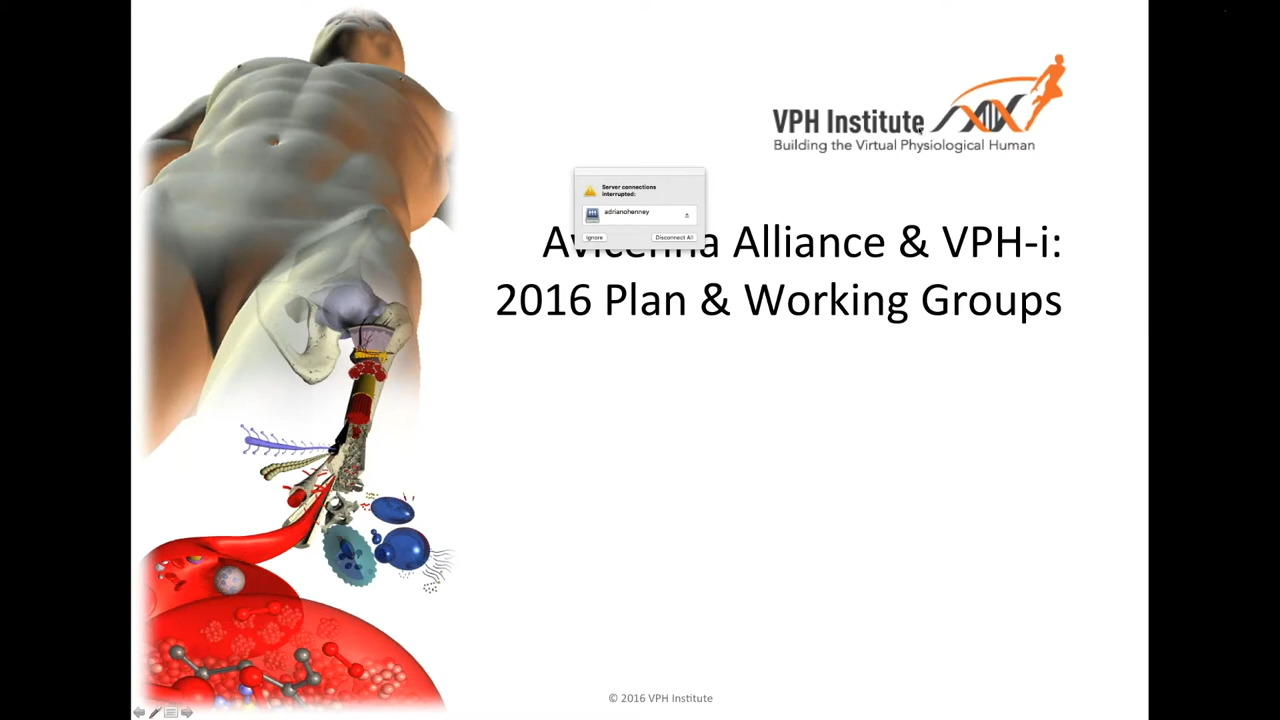 VPH Institute
Building the Virtual Physiological Human
Server connections
interrupted:
adrianohenney
Ignore
Disconnect All
Avicenna Alliance & VPH-i:
2016 Plan & Working Groups
© 2016 VPH Institute